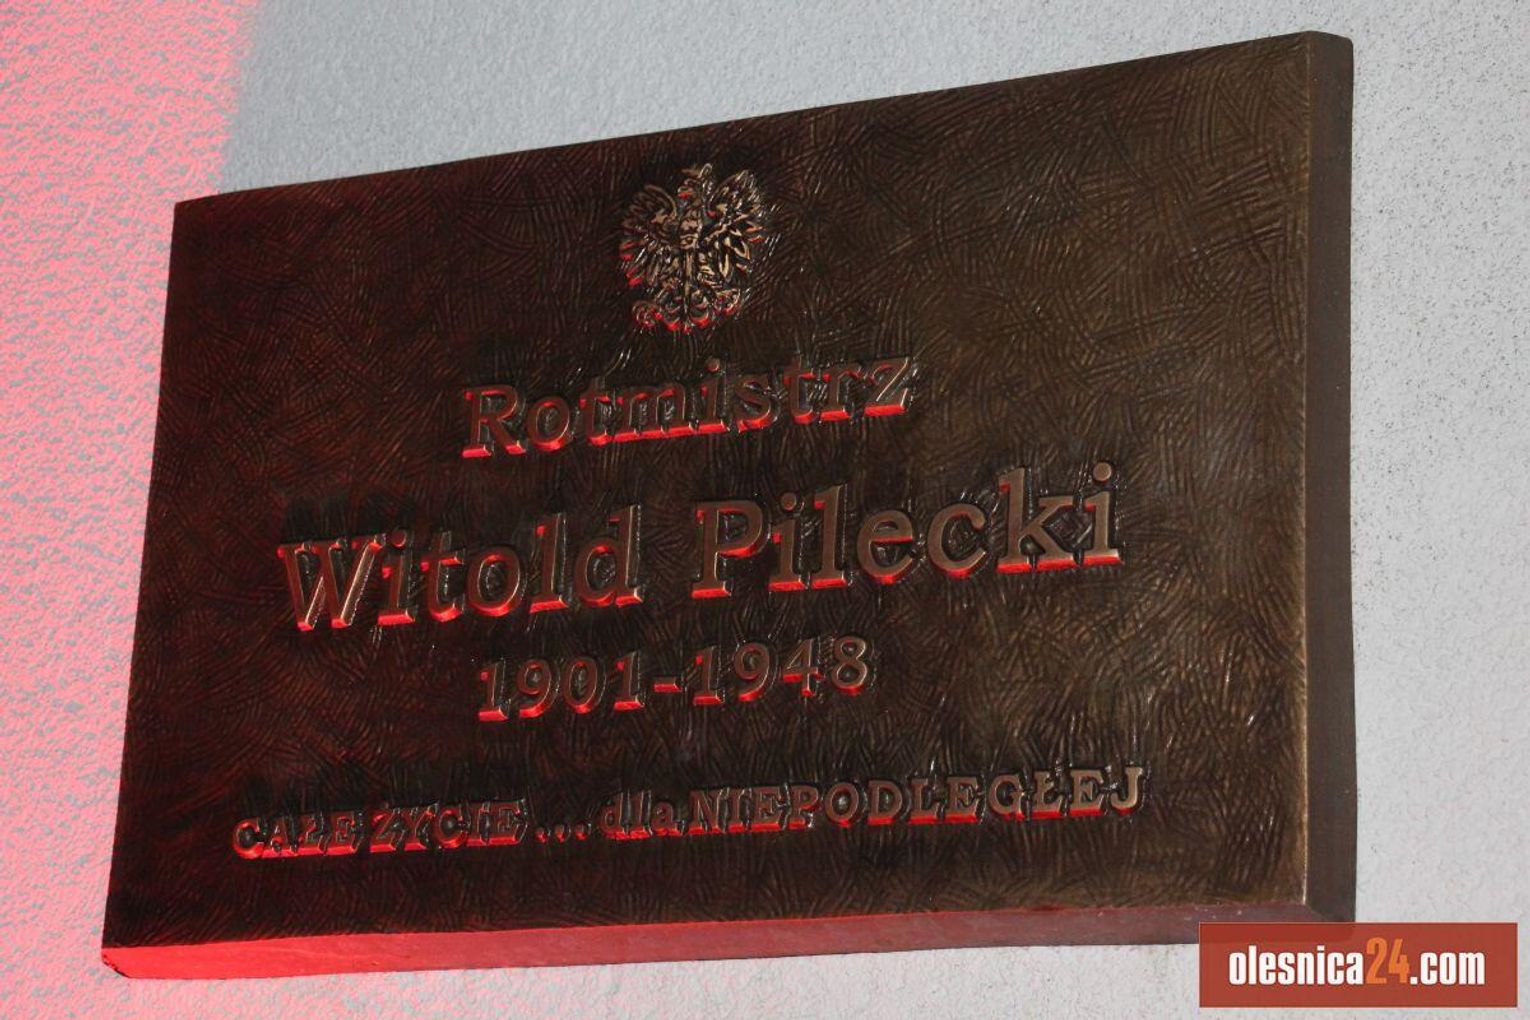 Rotmistrz
Witold Pilecki
1901-1948
CAŁE ŻYCIE ... dla NIEPODLEGŁEJ
olesnica24.com